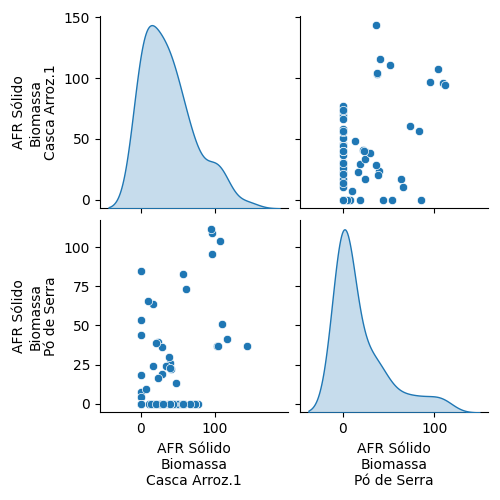 150
100
50
0
AFR Sólido
Biomassa
Casca Arroz.1
100
75
50
25
0
AFR Sólido
Biomassa
Pó de Serra
0 100
0 100
AFR Sólido
Biomassa
Casca Arroz.1
AFR Sólido
Biomassa
Pó de Serra